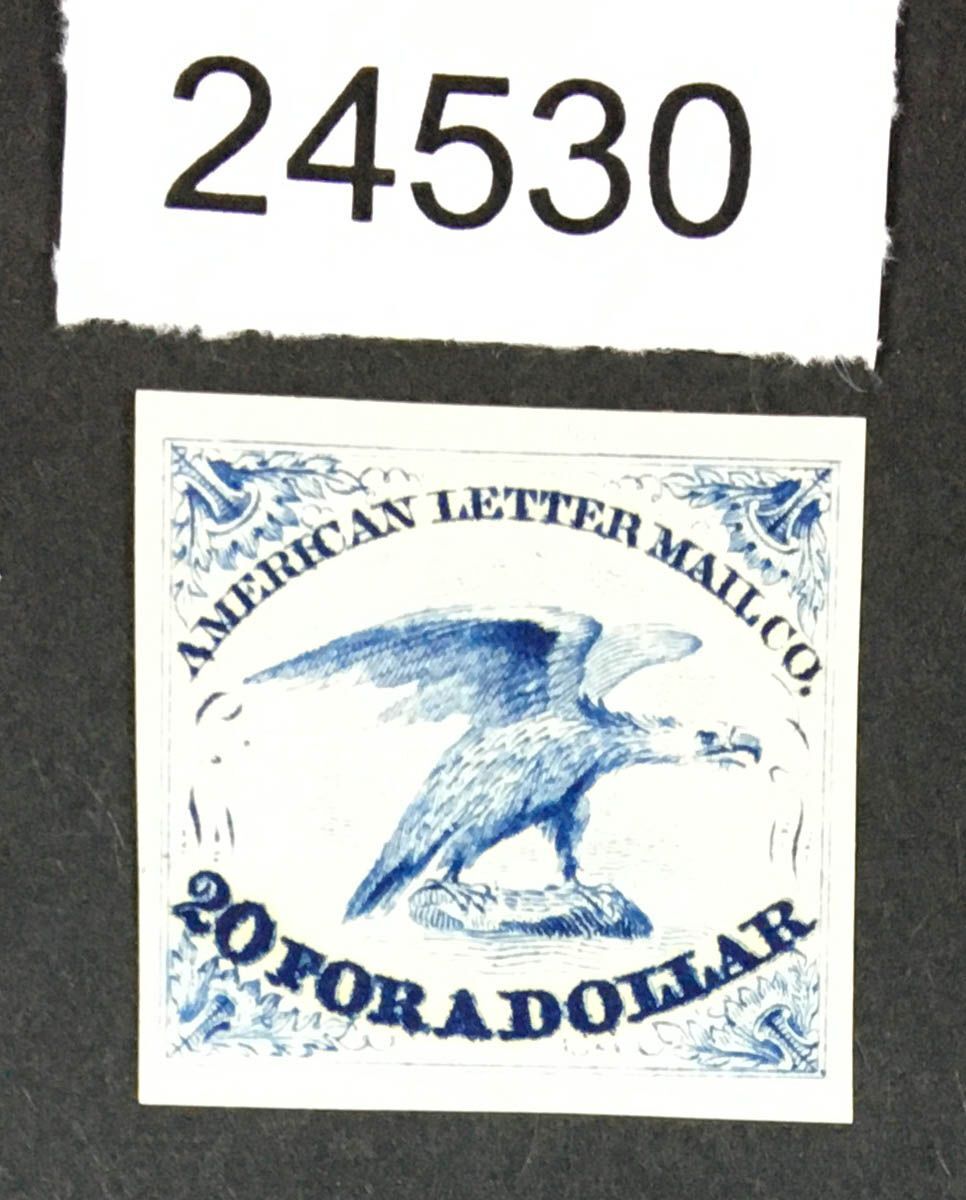 24530
AMERICAN LETTER MAIL CO.
20 FOR A DOLLAR